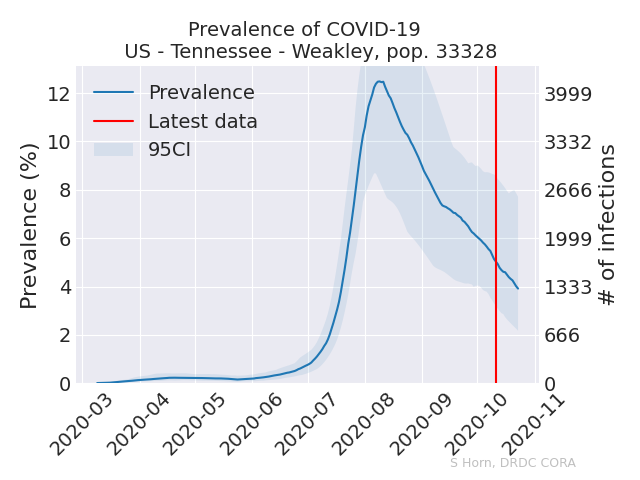 Prevalence of COVID-19
US - Tennessee - Weakley, pop. 33328
Prevalence
Latest data
95CI
Prevalence (%)
12
10
8
6
4
2
0
3999
3332
2666
1999
1333
666
0
# of infections
2020-03
2020-04
2020-05
2020-06
2020-07
2020-08
2020-09
2020-10
2020-11
S Horn, DRDC CORA